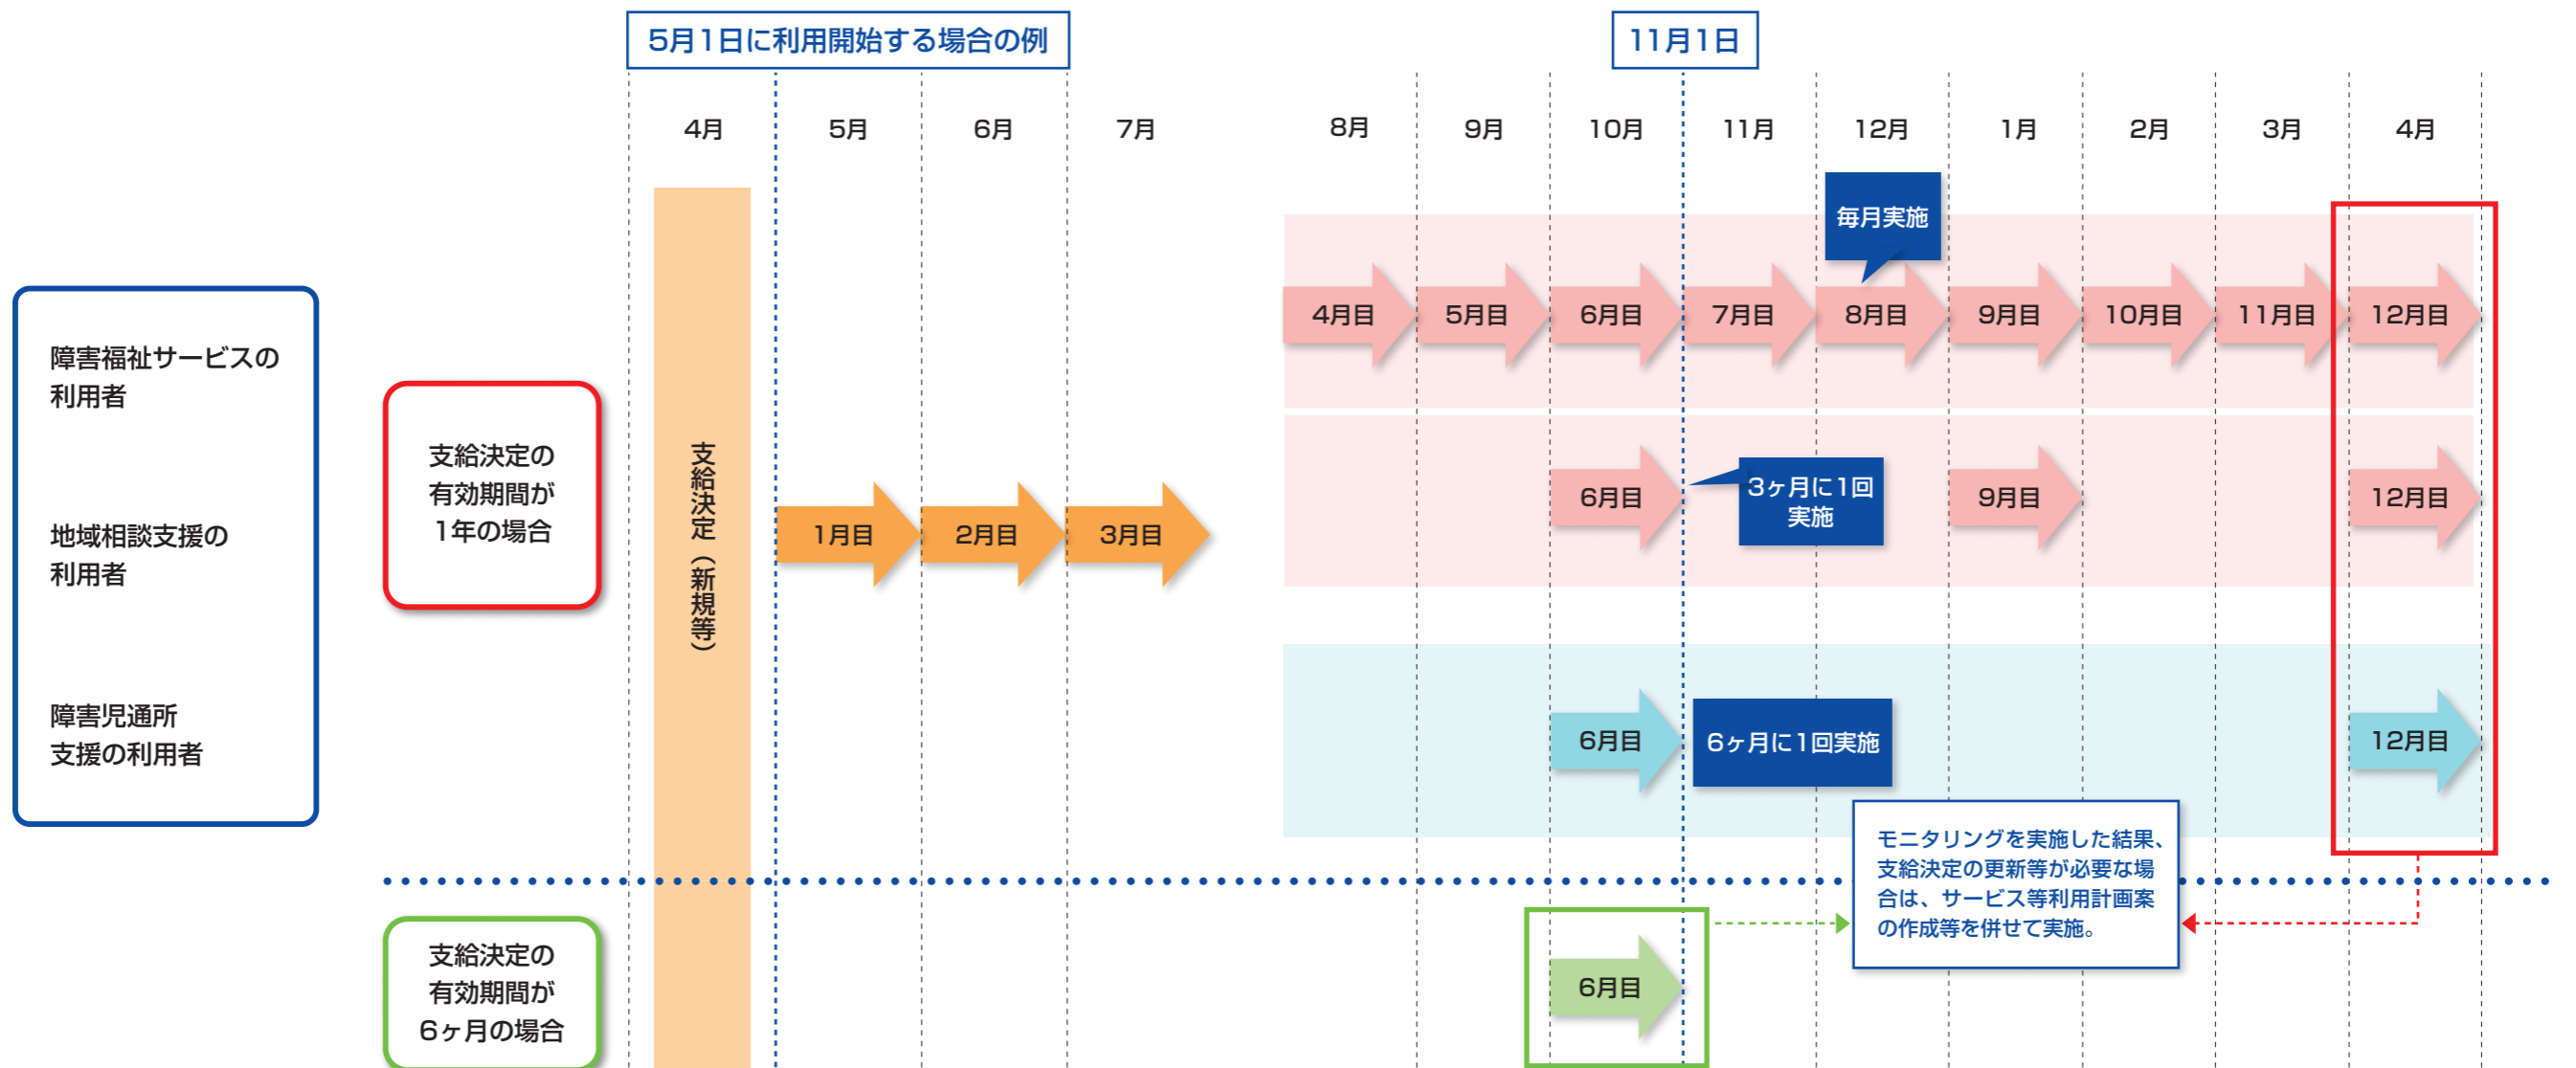 5月1日に利用開始する場合の例
11月1日
4月
5月
6月
7月
8月
9月
10月
11月
12月
1月
2月
3月
4月
毎月実施
4月目
5月目
6月目
7月目
8月目
9月目
10月目
11月目
12月目
障害福祉サービスの
利用者
地域相談支援の
利用者
障害児通所
支援の利用者
支給決定の
有効期間が
1年の場合
支給決定（新規等）
1月目
2月目
3月目
6月目
3ヶ月に1回
実施
9月目
12月目
6月目
6ヶ月に1回実施
12月目
モニタリングを実施した結果、
支給決定の更新等が必要な場
合は、サービス等利用計画案
の作成等を併せて実施。
支給決定の
有効期間が
6ヶ月の場合
6月目